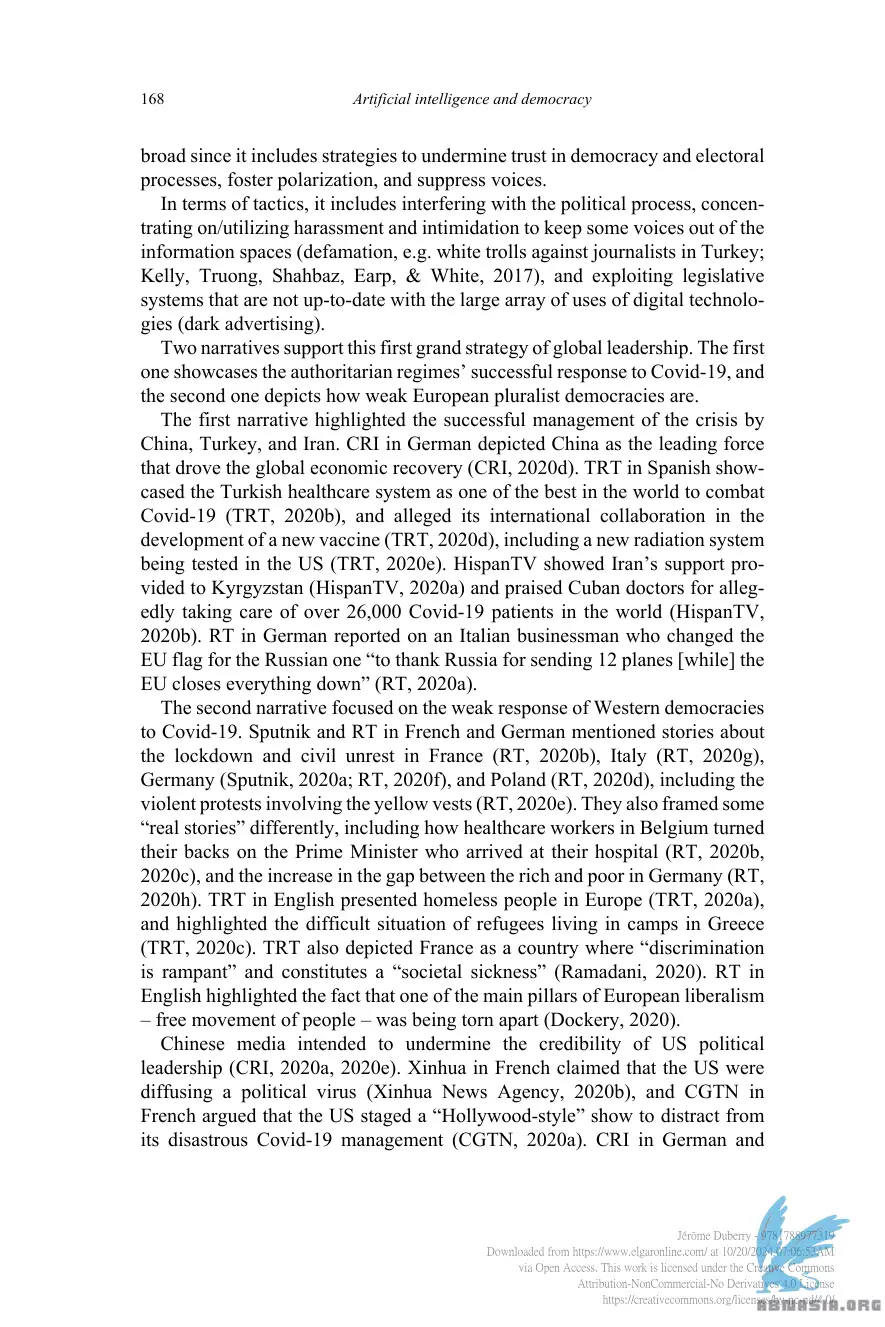 168 Artificial intelligence and democracy
broad since it includes strategies to undermine trust in democracy and electoral
processes, foster polarization, and suppress voices.
In terms of tactics, it includes interfering with the political process, concen-
trating on/utilizing harassment and intimidation to keep some voices out of the
information spaces (defamation, e.g. white trolls against journalists in Turkey;
Kelly, Truong, Shahbaz, Earp, & White, 2017), and exploiting legislative
systems that are not up-to-date with the large array of uses of digital technolo-
gies (dark advertising).
Two narratives support this first grand strategy of global leadership. The first
one showcases the authoritarian regimes’ successful response to Covid-19, and
the second one depicts how weak European pluralist democracies are.
The first narrative highlighted the successful management of the crisis by
China, Turkey, and Iran. CRI in German depicted China as the leading force
that drove the global economic recovery (CRI, 2020d). TRT in Spanish show-
cased the Turkish healthcare system as one of the best in the world to combat
Covid-19 (TRT, 2020b), and alleged its international collaboration in the
development of a new vaccine (TRT, 2020d), including a new radiation system
being tested in the US (TRT, 2020e). HispanTV showed Iran’s support pro-
vided to Kyrgyzstan (HispanTV, 2020a) and praised Cuban doctors for alleg-
edly taking care of over 26,000 Covid-19 patients in the world (HispanTV,
2020b). RT in German reported on an Italian businessman who changed the
EU flag for the Russian one “to thank Russia for sending 12 planes [while] the
EU closes everything down” (RT, 2020a).
The second narrative focused on the weak response of Western democracies
to Covid-19. Sputnik and RT in French and German mentioned stories about
the lockdown and civil unrest in France (RT, 2020b), Italy (RT, 2020g),
Germany (Sputnik, 2020a; RT, 2020f), and Poland (RT, 2020d), including the
violent protests involving the yellow vests (RT, 2020e). They also framed some
“real stories” differently, including how healthcare workers in Belgium turned
their backs on the Prime Minister who arrived at their hospital (RT, 2020b,
2020c), and the increase in the gap between the rich and poor in Germany (RT,
2020h). TRT in English presented homeless people in Europe (TRT, 2020a),
and highlighted the difficult situation of refugees living in camps in Greece
(TRT, 2020c). TRT also depicted France as a country where “discrimination
is rampant” and constitutes a “societal sickness” (Ramadani, 2020). RT in
English highlighted the fact that one of the main pillars of European liberalism
– free movement of people – was being torn apart (Dockery, 2020).
Chinese media intended to undermine the credibility of US political
leadership (CRI, 2020a, 2020e). Xinhua in French claimed that the US were
diffusing a political virus (Xinhua News Agency, 2020b), and CGTN in
French argued that the US staged a “Hollywood-style” show to distract from
its disastrous Covid-19 management (CGTN, 2020a). CRI in German and
Jérôme Duberry - 9781788977319
Downloaded from https://www.elgaronline.com/ at 10/20/2024 07:06:53AM
via Open Access. This work is licensed under the Creative Commons
Attribution-NonCommercial-No Derivatives 4.0 License
https://creativecommons.org/licenses/by-nc-nd/4.0/
ABTMASIA.ORG